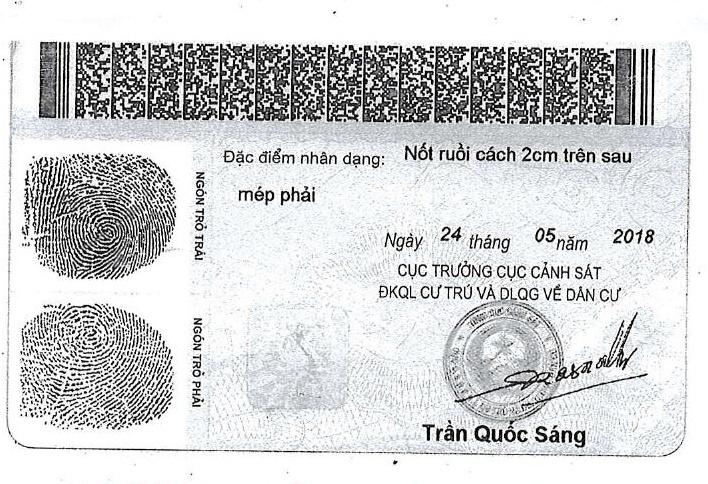 Đặc điểm nhân dạng: Nốt ruồi cách 2cm trên sau
mép phải
NGÓN TRỎ TRÁI
Ngày 24 tháng 05 năm 2018
CỤC TRƯỞNG CỤC CẢNH SÁT
ĐKQL CƯ TRÚ VÀ DLQG VỀ DÂN CƯ
NGÓN TRỎ PHẢI
Trần Quốc Sáng